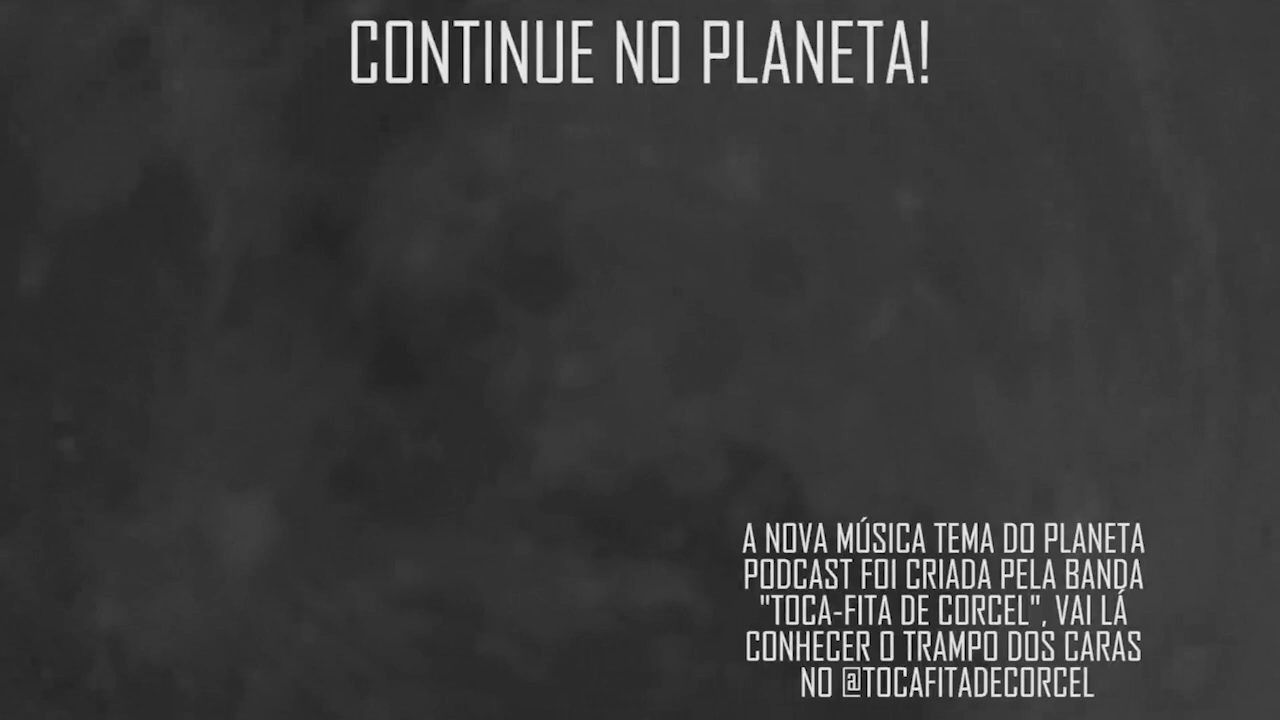 CONTINUE NO PLANETA!
A NOVA MÚSICA TEMA DO PLANETA
PODCAST FOI CRIADA PELA BANDA
"TOCA-FITA DE CORCEL", VAI LÁ
CONHECER O TRAMPO DOS CARAS
NO @TOCAFITADECORCEL